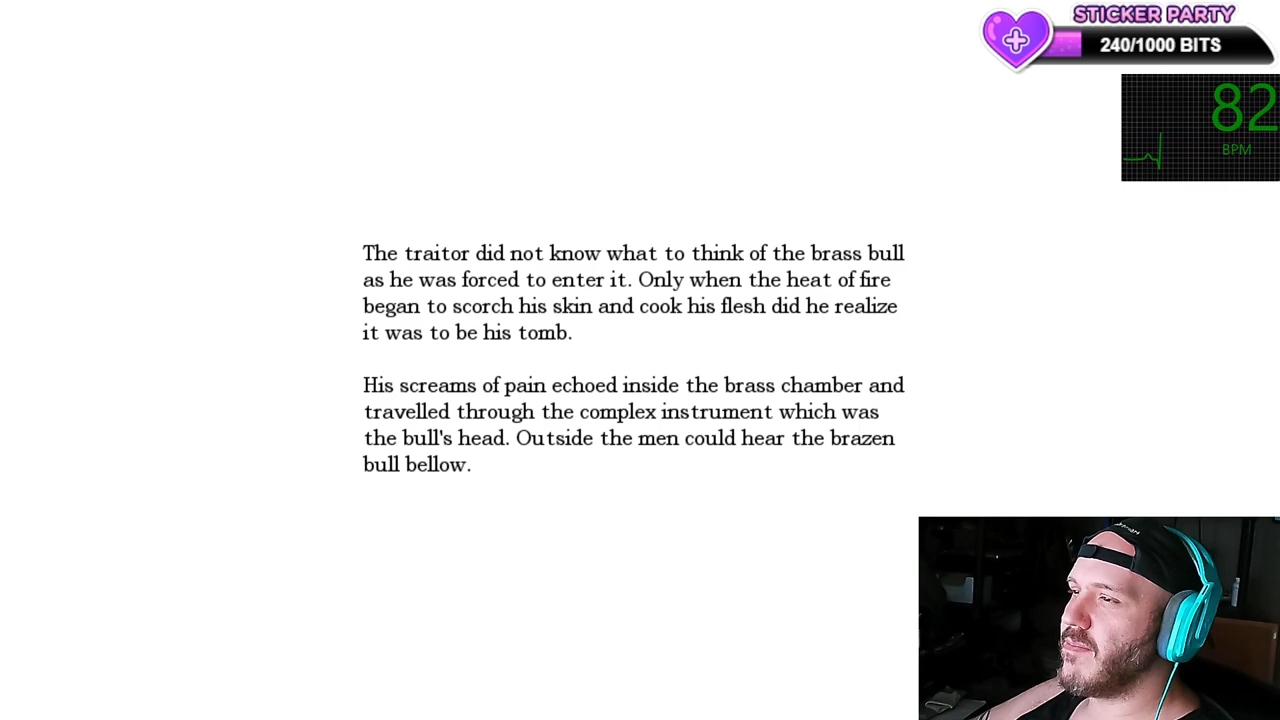 STICKER PARTY
240/1000 BITS
82
BPM
The traitor did not know what to think of the brass bull
as he was forced to enter it. Only when the heat of fire
began to scorch his skin and cook his flesh did he realize
it was to be his tomb.
His screams of pain echoed inside the brass chamber and
travelled through the complex instrument which was
the bull's head. Outside the men could hear the brazen
bull bellow.